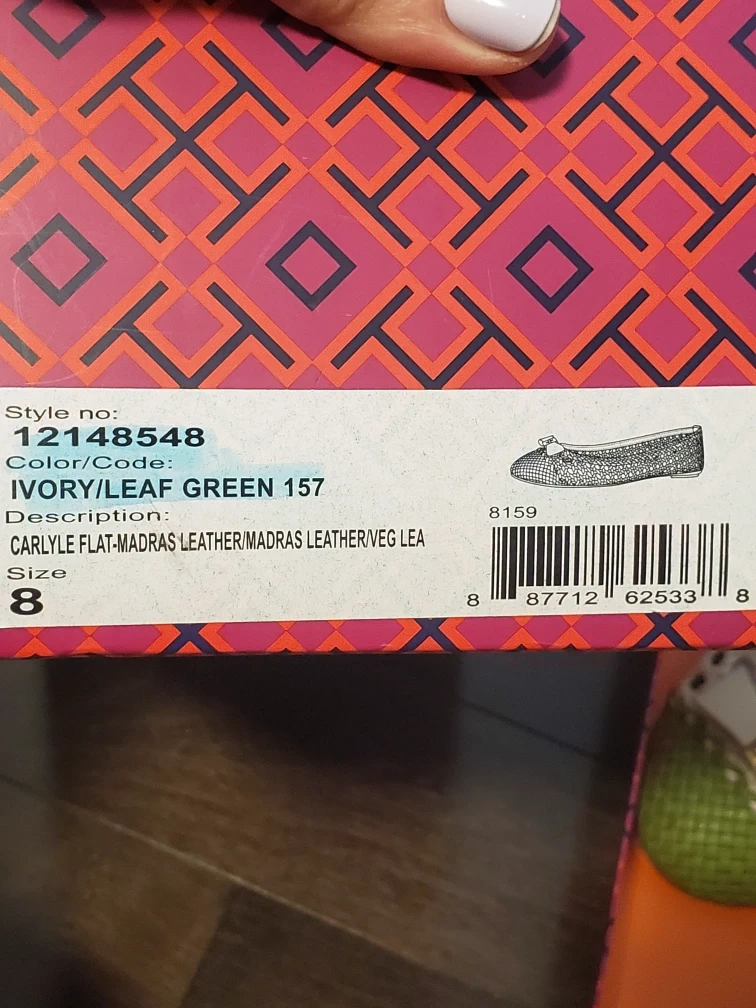 Style no:
12148548
Color/Code:
IVORY/LEAF GREEN 157
Description:
CARLYLE FLAT-MADRAS LEATHER/MADRAS LEATHER/VEG LEA
Size
8
8159
8 87712 62533 8